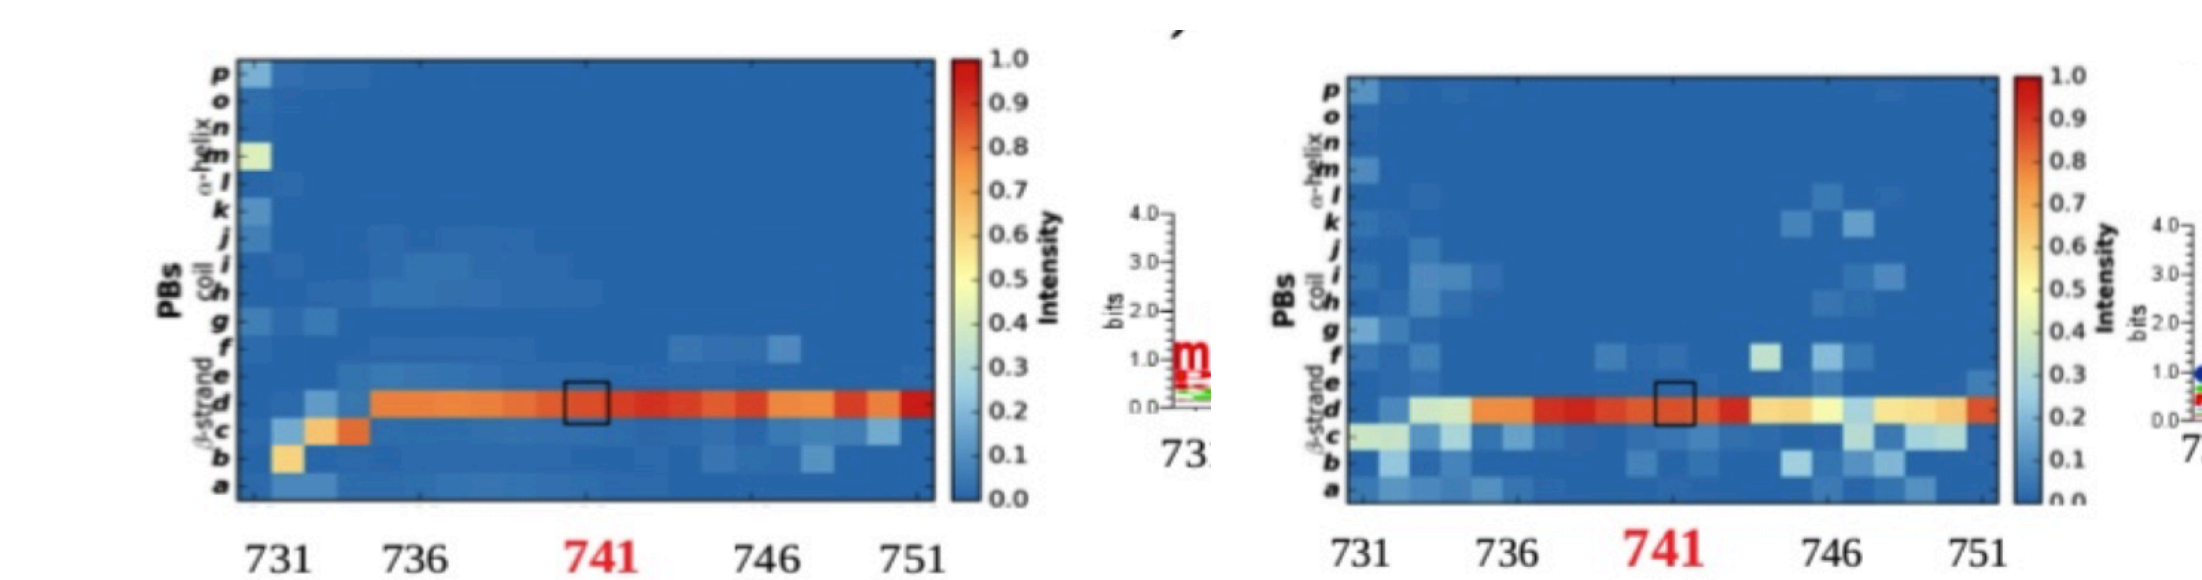 p
o
n
m
l
k
j
i
h
g
f
e
d
c
b
a
PBs
α-helix
coil
β-strand
731
736
741
746
751
1.0
0.9
0.8
0.7
0.6
0.5
0.4
0.3
0.2
0.1
0.0
Intensity
bits
4.0
3.0
2.0
1.0
0.0
m
73
p
o
n
m
l
k
j
i
h
g
f
e
d
c
b
a
PBs
α-helix
coil
β-strand
731
736
741
746
751
1.0
0.9
0.8
0.7
0.6
0.5
0.4
0.3
0.2
0.1
0.0
Intensity
bits
4.0
3.0
2.0
1.0
0.0
7